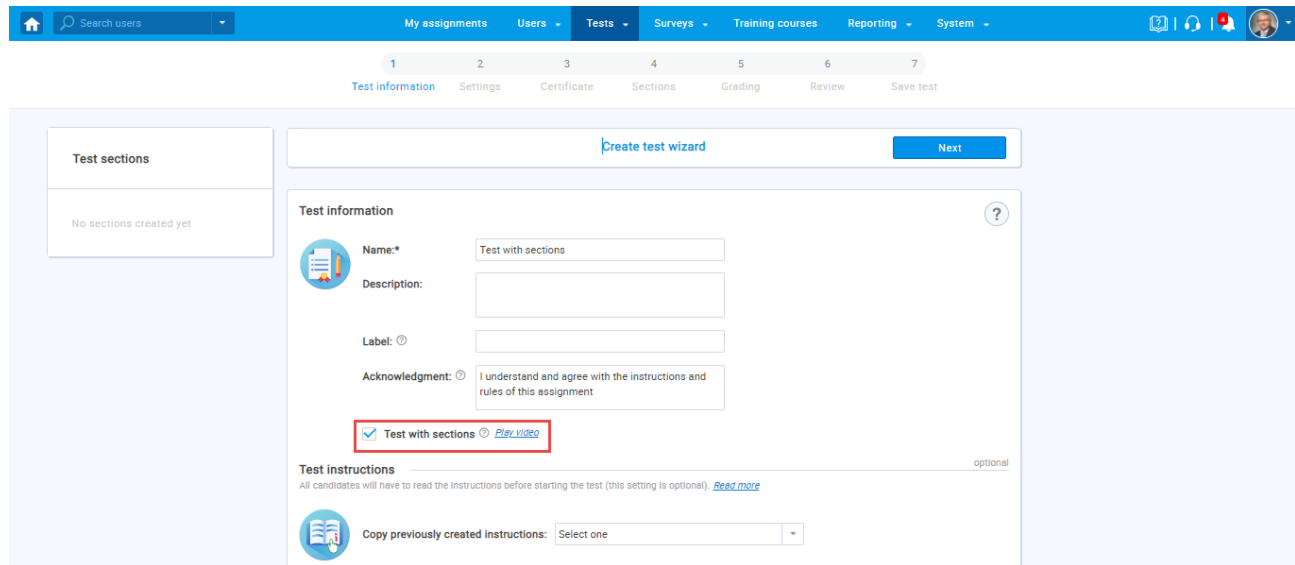 Search users
My assignments Users Tests Surveys Training courses Reporting System
4
1 2 3 4 5 6 7
Test information Settings Certificate Sections Grading Review Save test
Test sections
No sections created yet
Create test wizard
Next
Test information
?
Name:*
Test with sections
Description:
Label: ?
Acknowledgment: ?
I understand and agree with the instructions and
rules of this assignment
Test with sections ? Play video
Test instructions
optional
All candidates will have to read the instructions before starting the test (this setting is optional). Read more
Copy previously created instructions: Select one